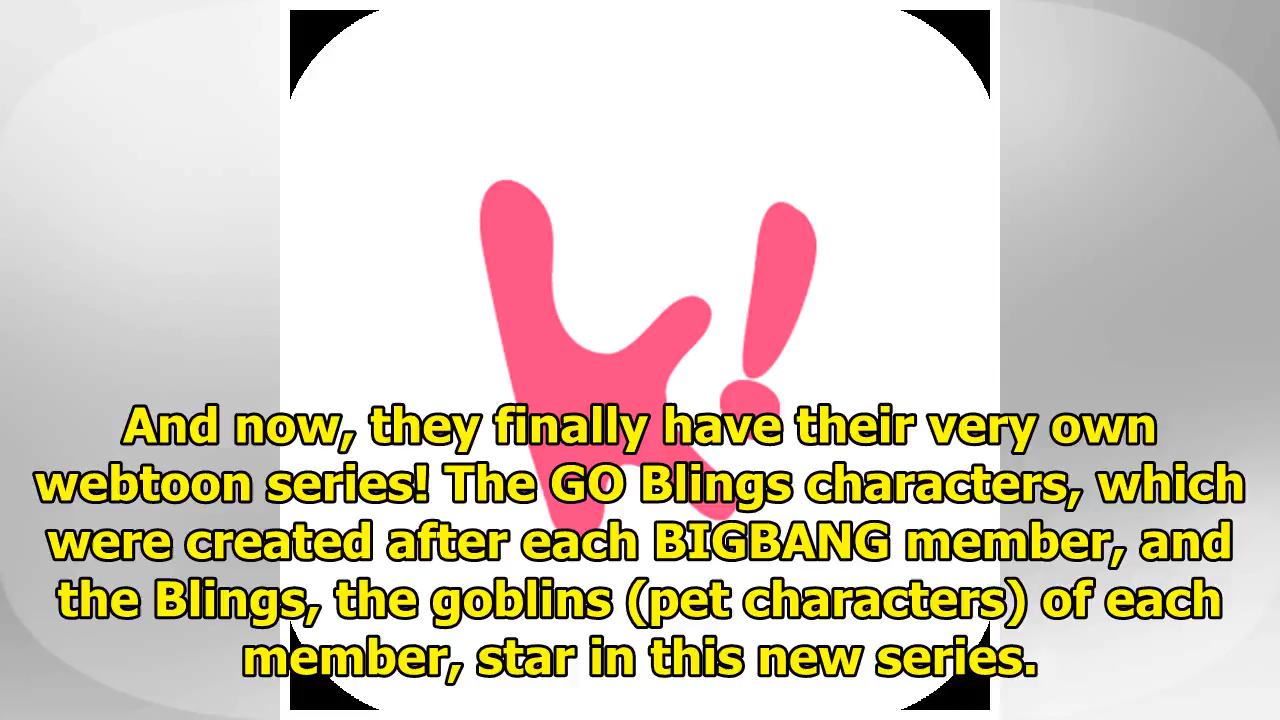 And now, they finally have their very own
webtoon series! The GO Blings characters, which
were created after each BIGBANG member, and
the Blings, the goblins (pet characters) of each
member, star in this new series.